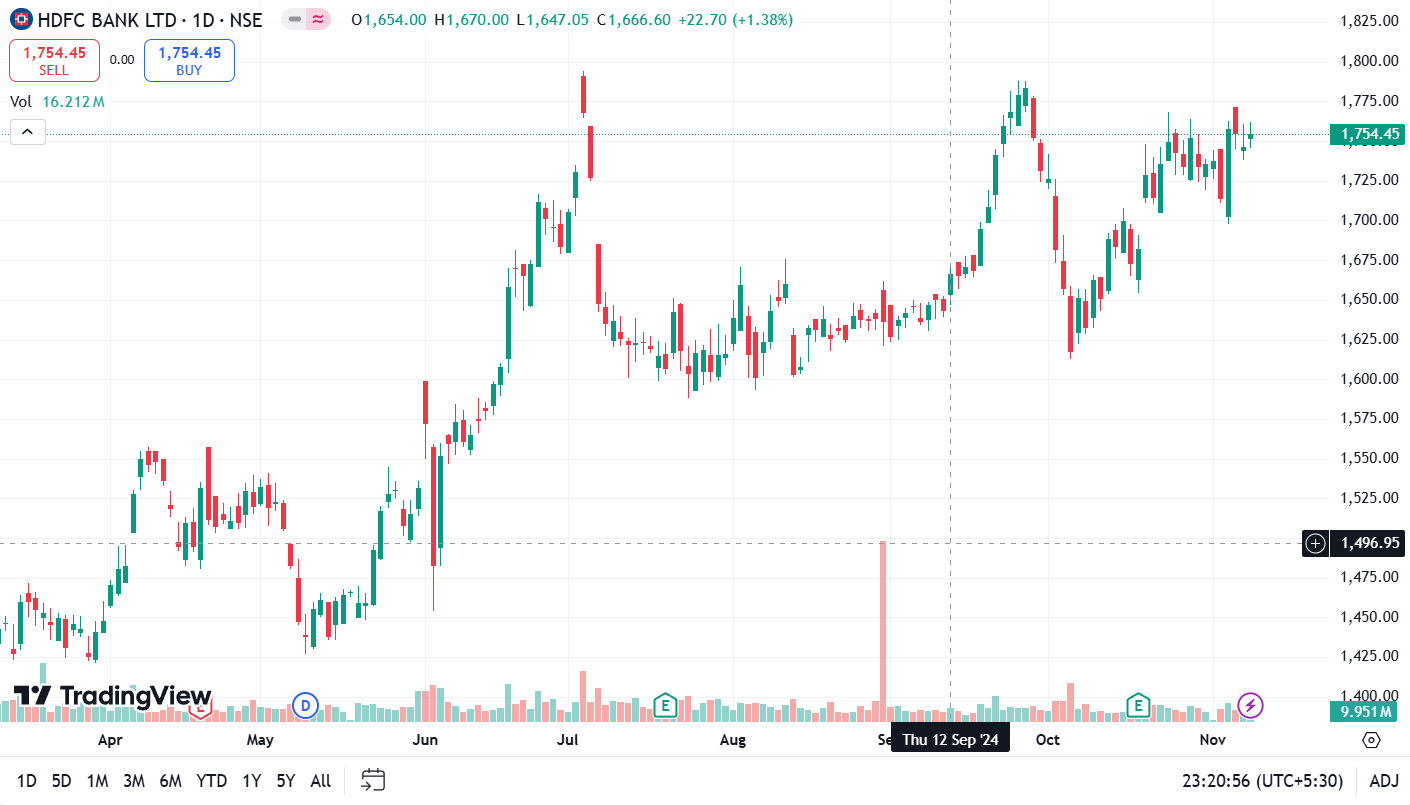 HDFC BANK LTD · 1D · NSE O1,654.00 H1,670.00 L1,647.05 C1,666.60 +22.70 (+1.38%)
1,754.45 0.00 1,754.45
SELL BUY
Vol 16.212M
1,825.00
1,800.00
1,775.00
1,754.45
1,725.00
1,700.00
1,675.00
1,650.00
1,625.00
1,600.00
1,575.00
1,550.00
1,525.00
1,496.95
1,475.00
1,450.00
1,425.00
1,400.00
9.951M
TradingView
E D E E
Apr May Jun Jul Aug Thu 12 Sep '24 Oct Nov
1D 5D 1M 3M 6M YTD 1Y 5Y All 23:20:56 (UTC+5:30) ADJ